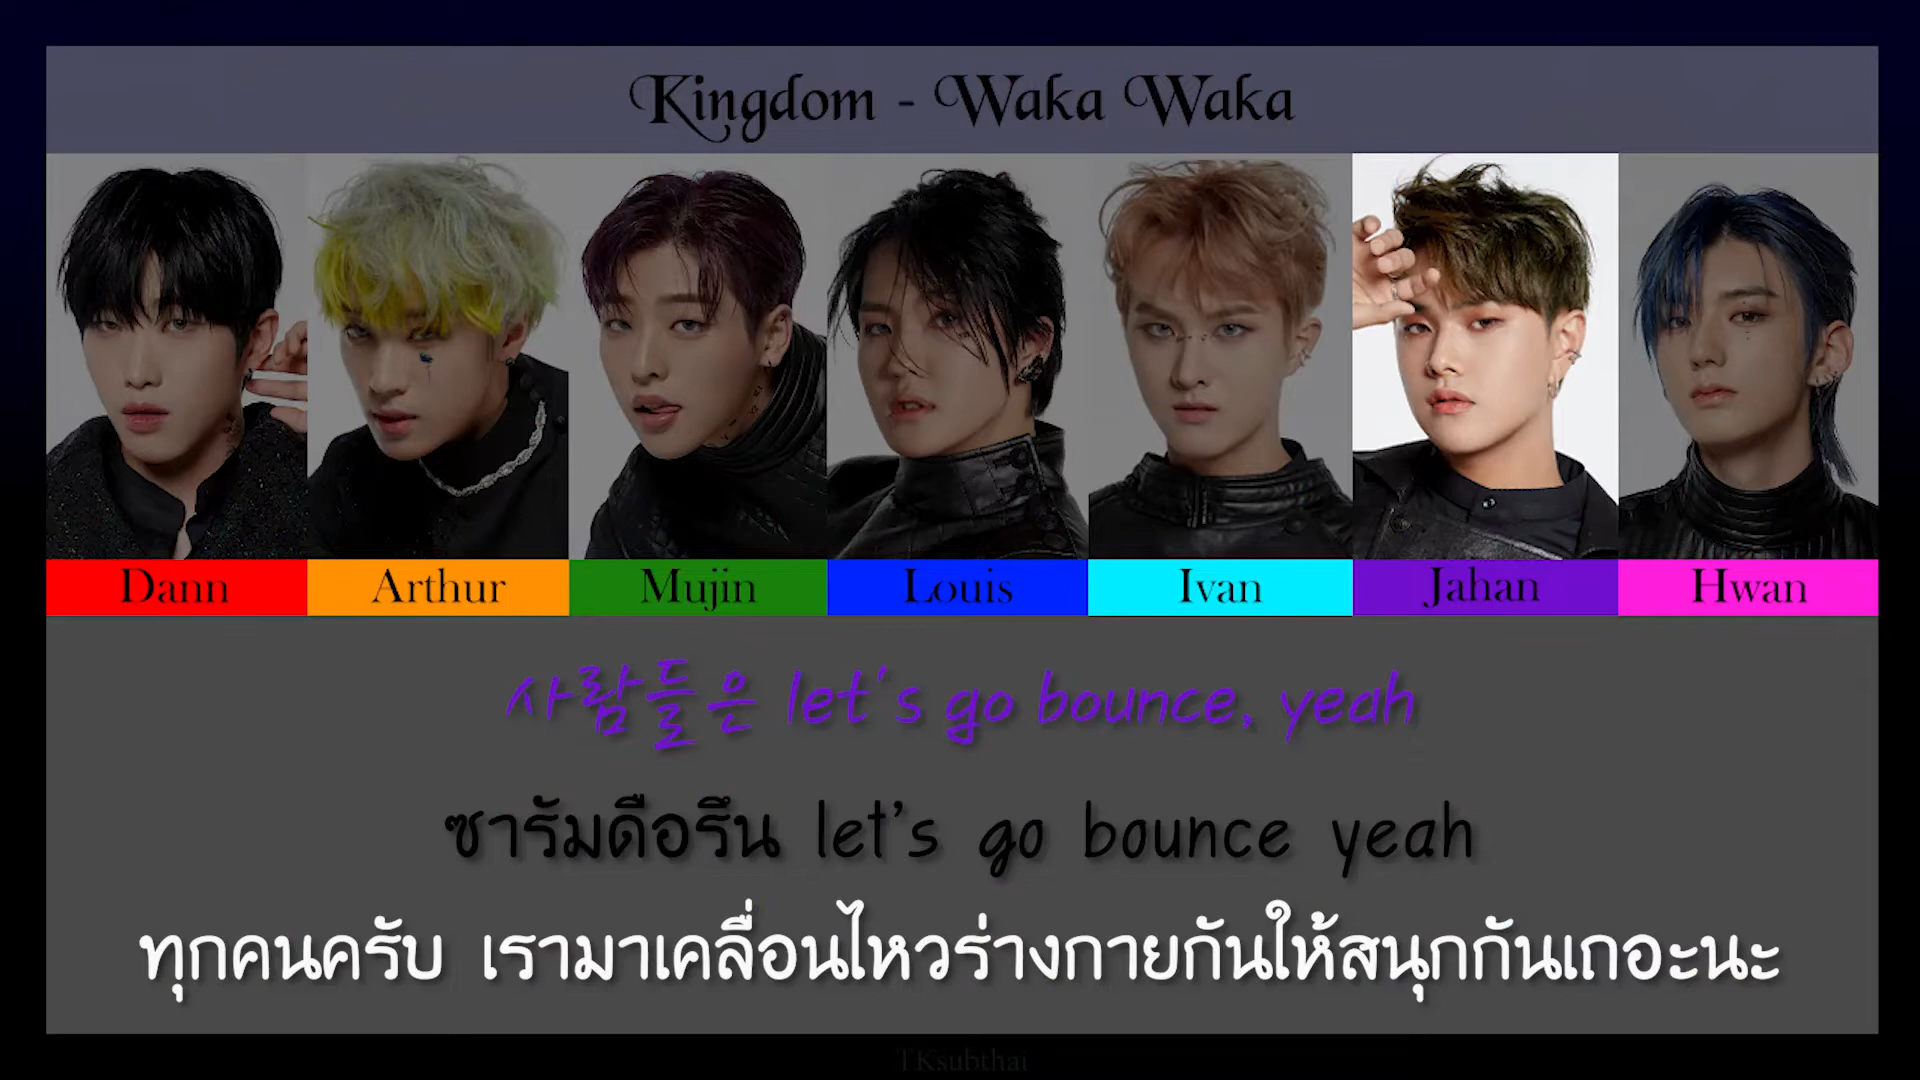 Kingdom - Waka Waka
Dann Arthur Mujin Louis Ivan Jahan Hwan
사람들은 let's go bounce, yeah
ซารัมดือรึน let's go bounce yeah
ทุกคนครับ เรามาเคลื่อนไหวร่างกายกันให้สนุกกันเถอะนะ
TKsubthai